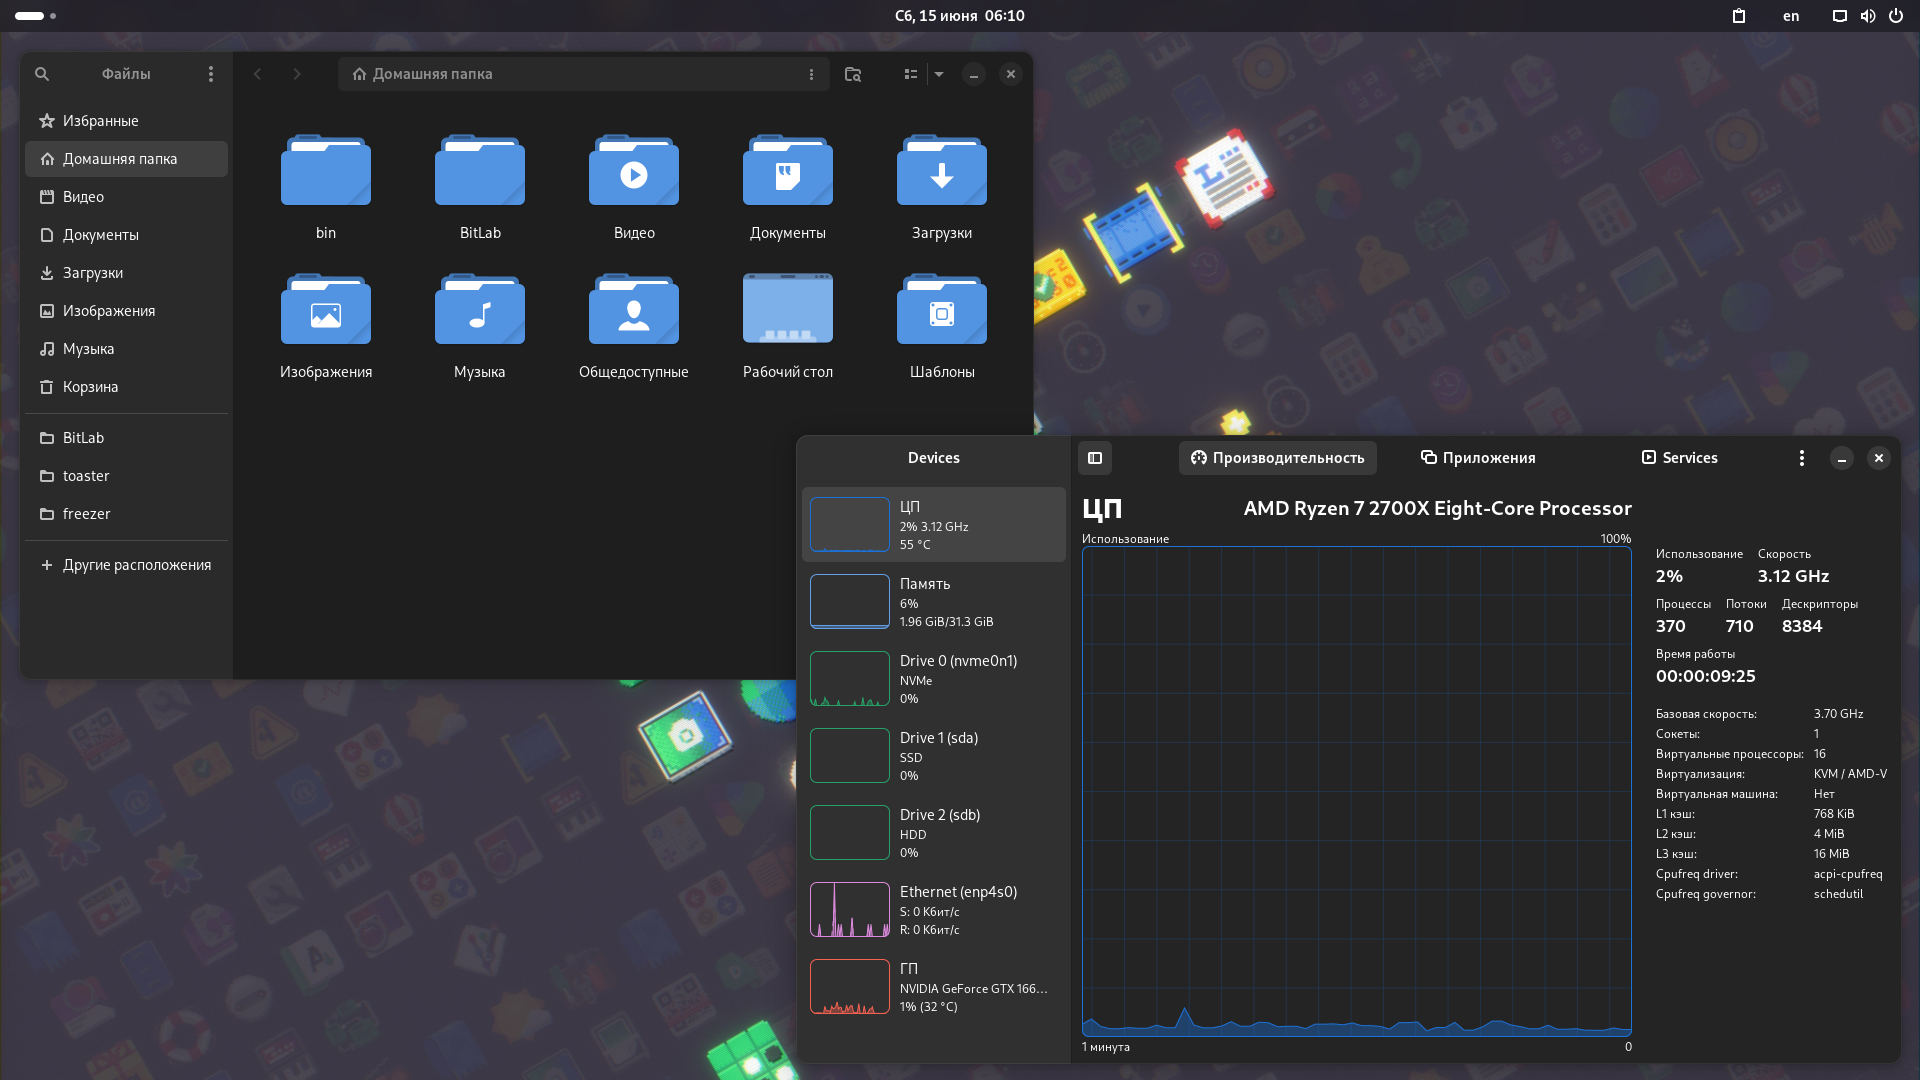 Сб, 15 июня 06:10
en
Файлы
Домашняя папка
Избранные
Домашняя папка
Видео
Документы
Загрузки
Изображения
Музыка
Корзина
BitLab
toaster
freezer
Другие расположения
bin
BitLab
Видео
Документы
Загрузки
Изображения
Музыка
Общедоступные
Рабочий стол
Шаблоны
Devices
Производительность
Приложения
Services
ЦП
2% 3.12 GHz
55 °C
Память
6%
1.96 GiB/31.3 GiB
Drive 0 (nvme0n1)
NVMe
0%
Drive 1 (sda)
SSD
0%
Drive 2 (sdb)
HDD
0%
Ethernet (enp4s0)
S: 0 Кбит/с
R: 0 Кбит/с
ГП
NVIDIA GeForce GTX 166...
1% (32 °C)
ЦП
AMD Ryzen 7 2700X Eight-Core Processor
Использование
100%
1 минута
0
Использование Скорость
2% 3.12 GHz
Процессы Потоки Дескрипторы
370 710 8384
Время работы
00:00:09:25
Базовая скорость: 3.70 GHz
Сокеты: 1
Виртуальные процессоры: 16
Виртуализация: KVM / AMD-V
Виртуальная машина: Нет
L1 кэш: 768 KiB
L2 кэш: 4 MiB
L3 кэш: 16 MiB
Cpufreq driver: acpi-cpufreq
Cpufreq governor: schedutil